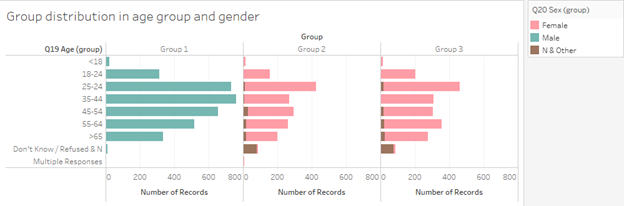 Group distribution in age group and gender
Q20 Sex (group)
Female
Male
N & Other
Group
Q19 Age (group) Group 1 Group 2 Group 3
<18
18-24
25-24
35-44
45-54
55-64
>65
Don't Know / Refused & N
Multiple Responses
0 200 400 600 800 0 200 400 600 800 0 200 400 600 800
Number of Records Number of Records Number of Records